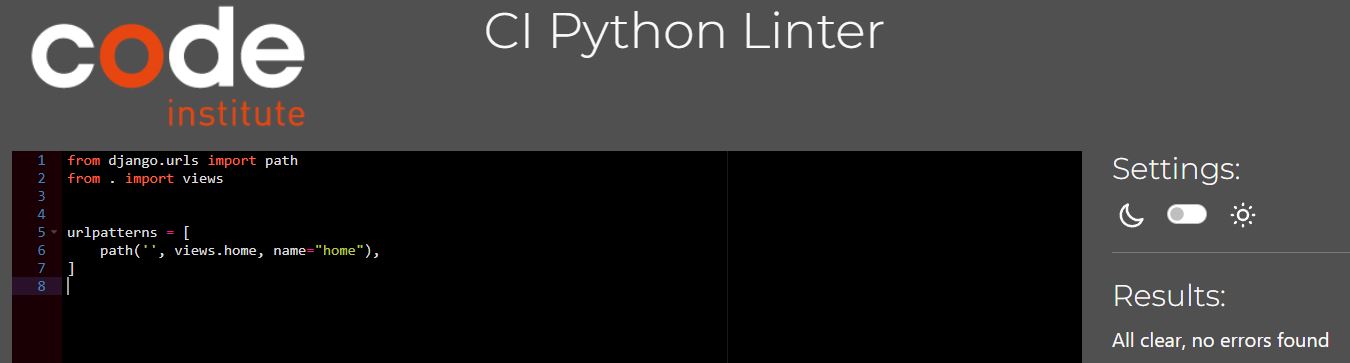 code
institute
CI Python Linter
1 from django.urls import path
2 from . import views
3
4
5 urlpatterns = [
6     path('', views.home, name="home"),
7 ]
8
Settings:
Results:
All clear, no errors found